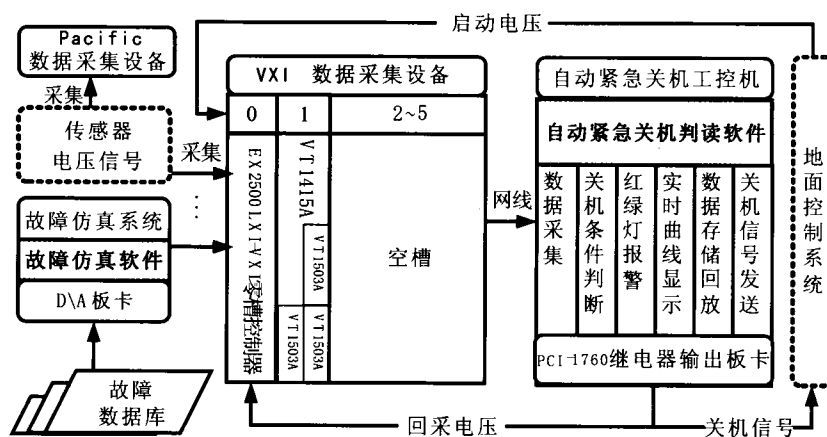 启动电压
Pacific
数据采集设备
采集
传感器
电压信号
采集
⋮
故障仿真系统
故障仿真软件
D\A板卡
故障
数据库
VXI 数据采集设备
0
1
2~5
EX2500LXI-VXI零槽控制器
VT1415A
VT1503A
VT1503A
VT1503A
空槽
网线
自动紧急关机工控机
自动紧急关机判读软件
数据采集
关机条件判断
红绿灯报警
实时曲线显示
数据存储回放
关机信号发送
PCI-1760继电器输出板卡
地面控制系统
回采电压
关机信号